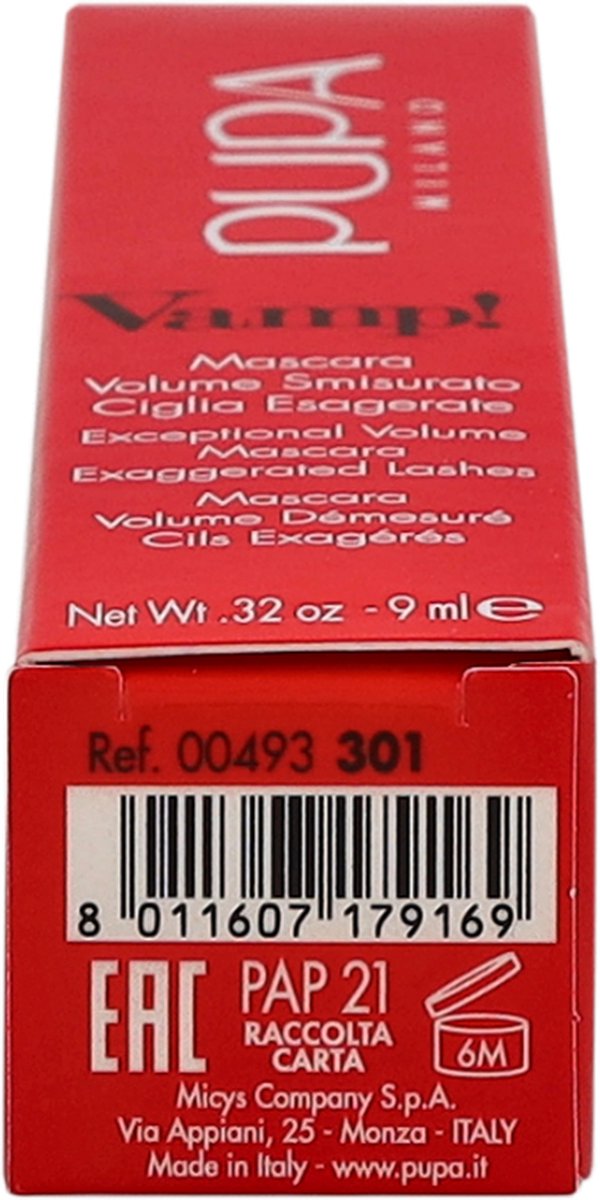 PUPA
MILANO
Vamp!
Mascara
Volume Smisurato
Ciglia Esagerate
Exceptional Volume
Mascara
Exaggerated Lashes
Mascara
Volume Démesuré
Cils Exagérés
Net Wt .32 oz - 9 ml ℮
Ref. 00493 301
8 011607 179169
EAC
PAP 21
RACCOLTA
CARTA
6M
Micys Company S.p.A.
Via Appiani, 25 - Monza - ITALY
Made in Italy - www.pupa.it